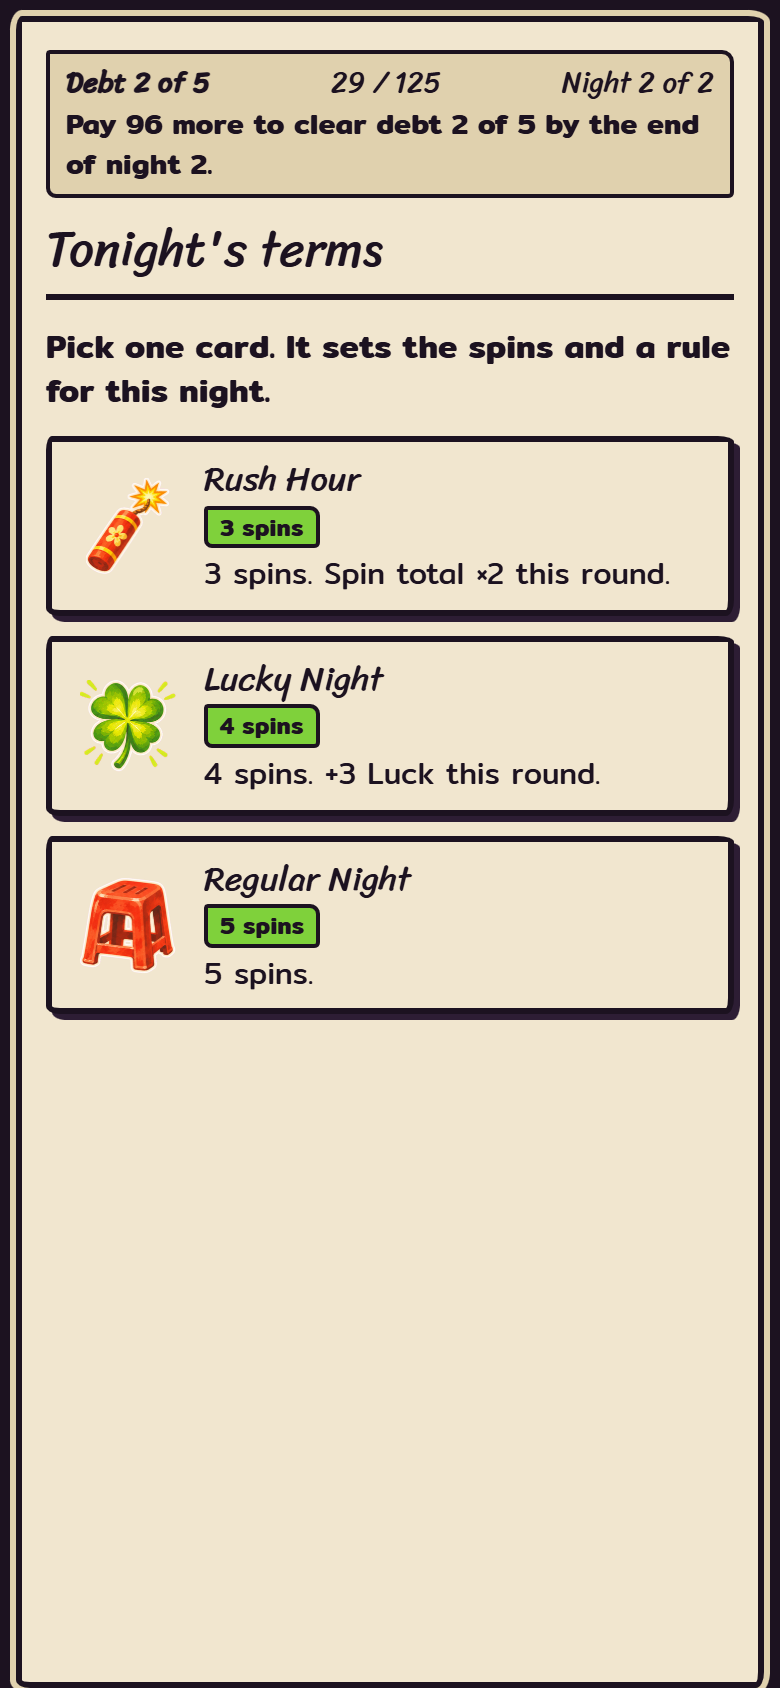 Debt 2 of 5
29 / 125
Night 2 of 2
Pay 96 more to clear debt 2 of 5 by the end
of night 2.
Tonight's terms
Pick one card. It sets the spins and a rule
for this night.
Rush Hour
3 spins
3 spins. Spin total ×2 this round.
Lucky Night
4 spins
4 spins. +3 Luck this round.
Regular Night
5 spins
5 spins.